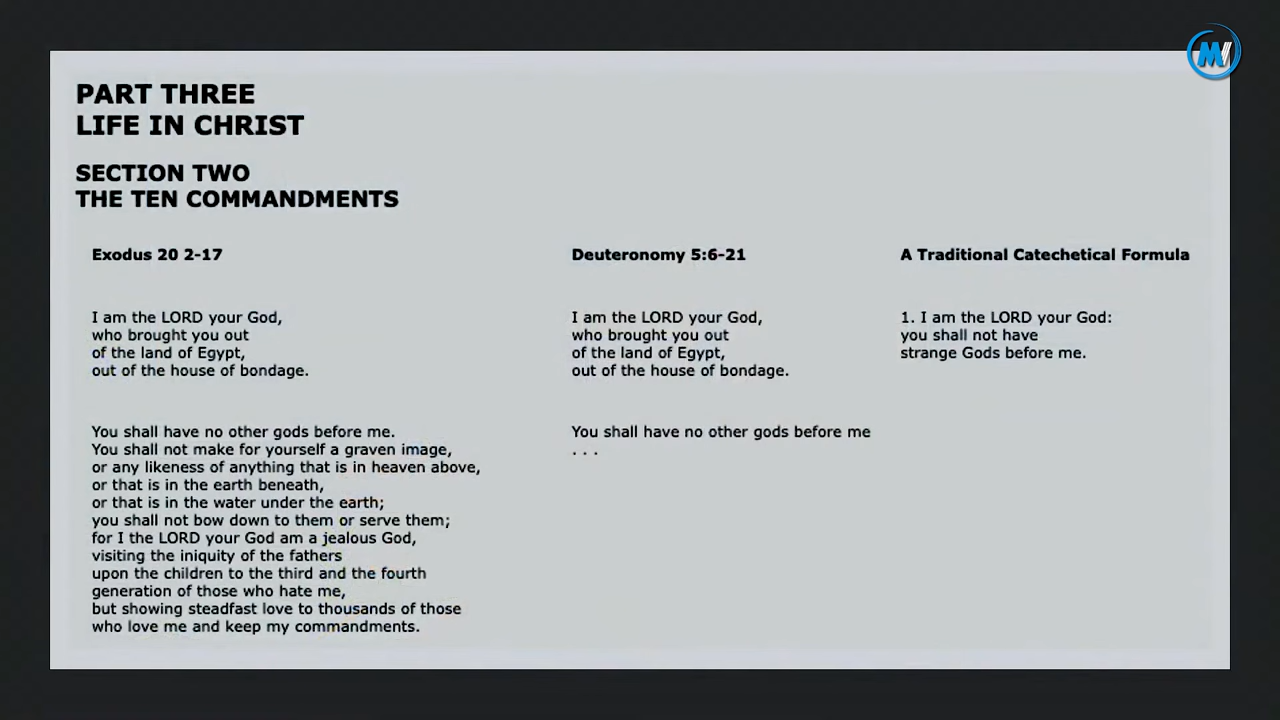 PART THREE
LIFE IN CHRIST
SECTION TWO
THE TEN COMMANDMENTS
Exodus 20 2-17
I am the LORD your God,
who brought you out
of the land of Egypt,
out of the house of bondage.
You shall have no other gods before me.
You shall not make for yourself a graven image,
or any likeness of anything that is in heaven above,
or that is in the earth beneath,
or that is in the water under the earth;
you shall not bow down to them or serve them;
for I the LORD your God am a jealous God,
visiting the iniquity of the fathers
upon the children to the third and the fourth
generation of those who hate me,
but showing steadfast love to thousands of those
who love me and keep my commandments.
Deuteronomy 5:6-21
I am the LORD your God,
who brought you out
of the land of Egypt,
out of the house of bondage.
You shall have no other gods before me
. . .
A Traditional Catechetical Formula
1. I am the LORD your God:
you shall not have
strange Gods before me.